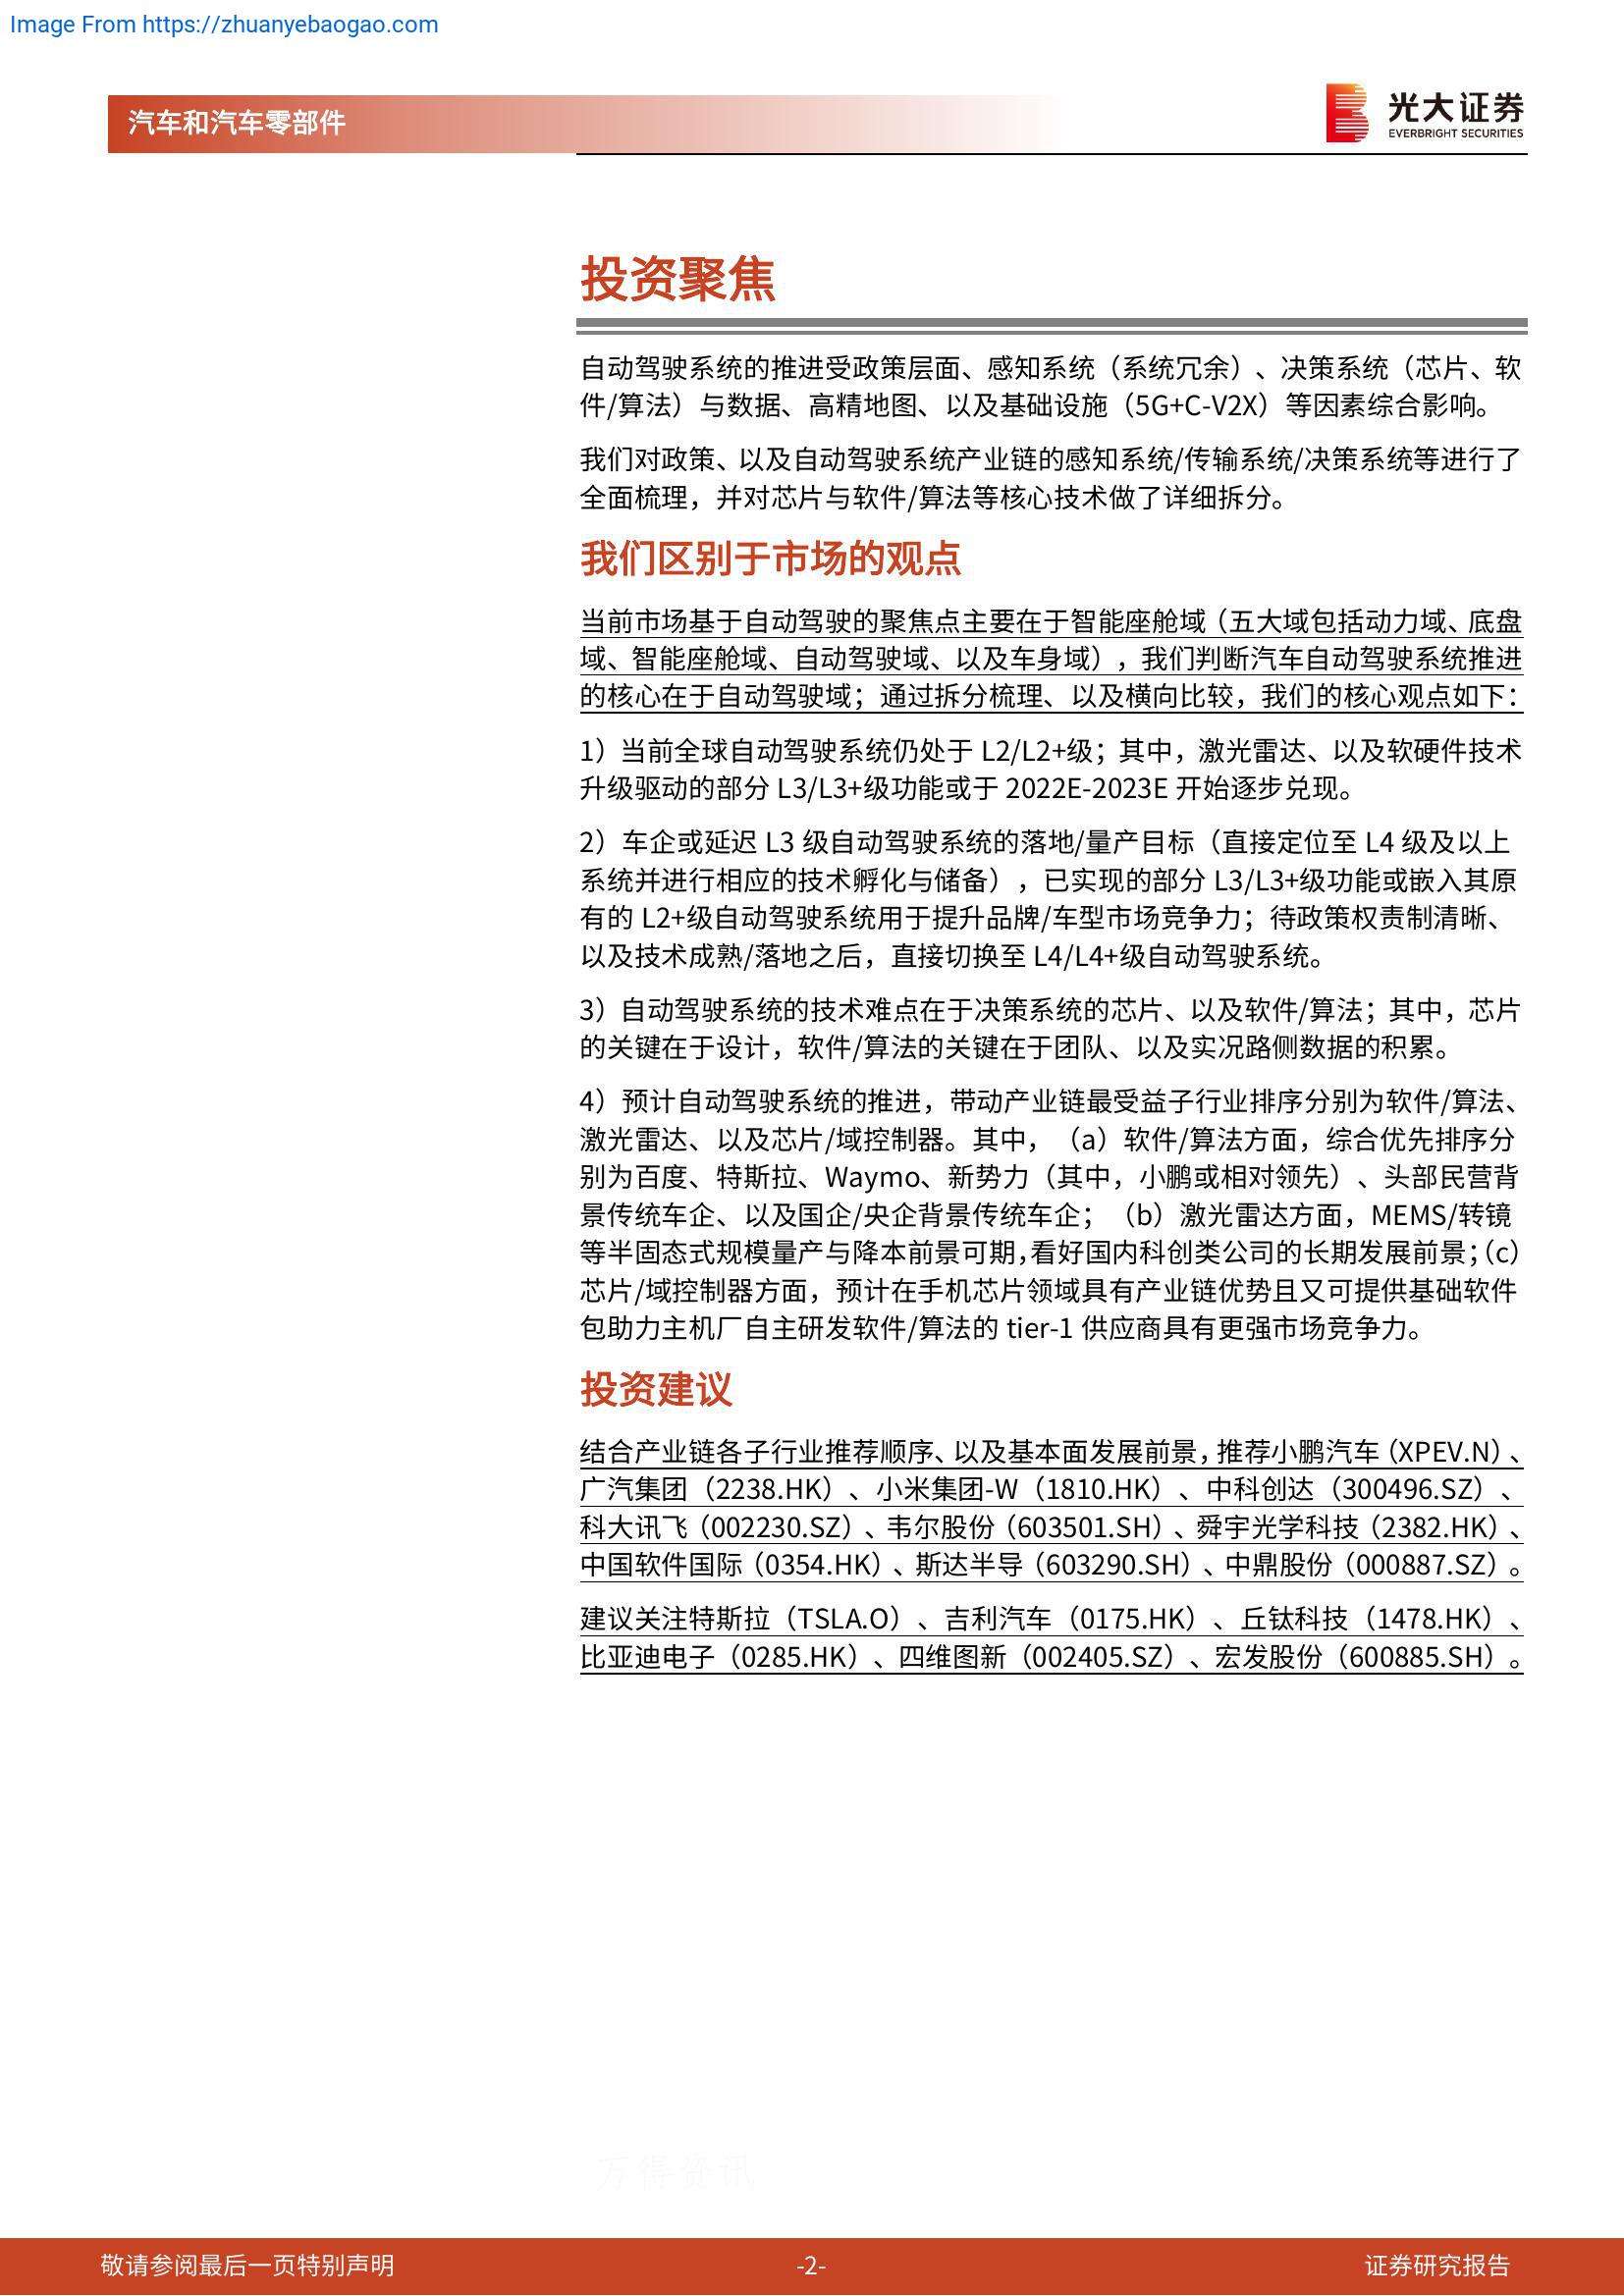 Image From https://zhuanyebaogao.com
汽车和汽车零部件
光大证券
EVERBRIGHT SECURITIES
投资聚焦
自动驾驶系统的推进受政策层面、感知系统（系统冗余）、决策系统（芯片、软
件/算法）与数据、高精地图、以及基础设施（5G+C-V2X）等因素综合影响。
我们对政策、以及自动驾驶系统产业链的感知系统/传输系统/决策系统等进行了
全面梳理，并对芯片与软件/算法等核心技术做了详细拆分。
我们区别于市场的观点
当前市场基于自动驾驶的聚焦点主要在于智能座舱域（五大域包括动力域、底盘
域、智能座舱域、自动驾驶域、以及车身域），我们判断汽车自动驾驶系统推进
的核心在于自动驾驶域；通过拆分梳理、以及横向比较，我们的核心观点如下：
1）当前全球自动驾驶系统仍处于 L2/L2+级；其中，激光雷达、以及软硬件技术
升级驱动的部分 L3/L3+级功能或于 2022E-2023E 开始逐步兑现。
2）车企或延迟 L3 级自动驾驶系统的落地/量产目标（直接定位至 L4 级及以上
系统并进行相应的技术孵化与储备），已实现的部分 L3/L3+级功能或嵌入其原
有的 L2+级自动驾驶系统用于提升品牌/车型市场竞争力；待政策权责制清晰、
以及技术成熟/落地之后，直接切换至 L4/L4+级自动驾驶系统。
3）自动驾驶系统的技术难点在于决策系统的芯片、以及软件/算法；其中，芯片
的关键在于设计，软件/算法的关键在于团队、以及实况路侧数据的积累。
4）预计自动驾驶系统的推进，带动产业链最受益子行业排序分别为软件/算法、
激光雷达、以及芯片/域控制器。其中，（a）软件/算法方面，综合优先排序分
别为百度、特斯拉、Waymo、新势力（其中，小鹏或相对领先）、头部民营背
景传统车企、以及国企/央企背景传统车企；（b）激光雷达方面，MEMS/转镜
等半固态式规模量产与降本前景可期，看好国内科创类公司的长期发展前景；（c）
芯片/域控制器方面，预计在手机芯片领域具有产业链优势且又可提供基础软件
包助力主机厂自主研发软件/算法的 tier-1 供应商具有更强市场竞争力。
投资建议
结合产业链各子行业推荐顺序、以及基本面发展前景，推荐小鹏汽车（XPEV.N）、
广汽集团（2238.HK）、小米集团-W（1810.HK）、中科创达（300496.SZ）、
科大讯飞（002230.SZ）、韦尔股份（603501.SH）、舜宇光学科技（2382.HK）、
中国软件国际（0354.HK）、斯达半导（603290.SH）、中鼎股份（000887.SZ）。
建议关注特斯拉（TSLA.O）、吉利汽车（0175.HK）、丘钛科技（1478.HK）、
比亚迪电子（0285.HK）、四维图新（002405.SZ）、宏发股份（600885.SH）。
万得资讯
敬请参阅最后一页特别声明
-2-
证券研究报告